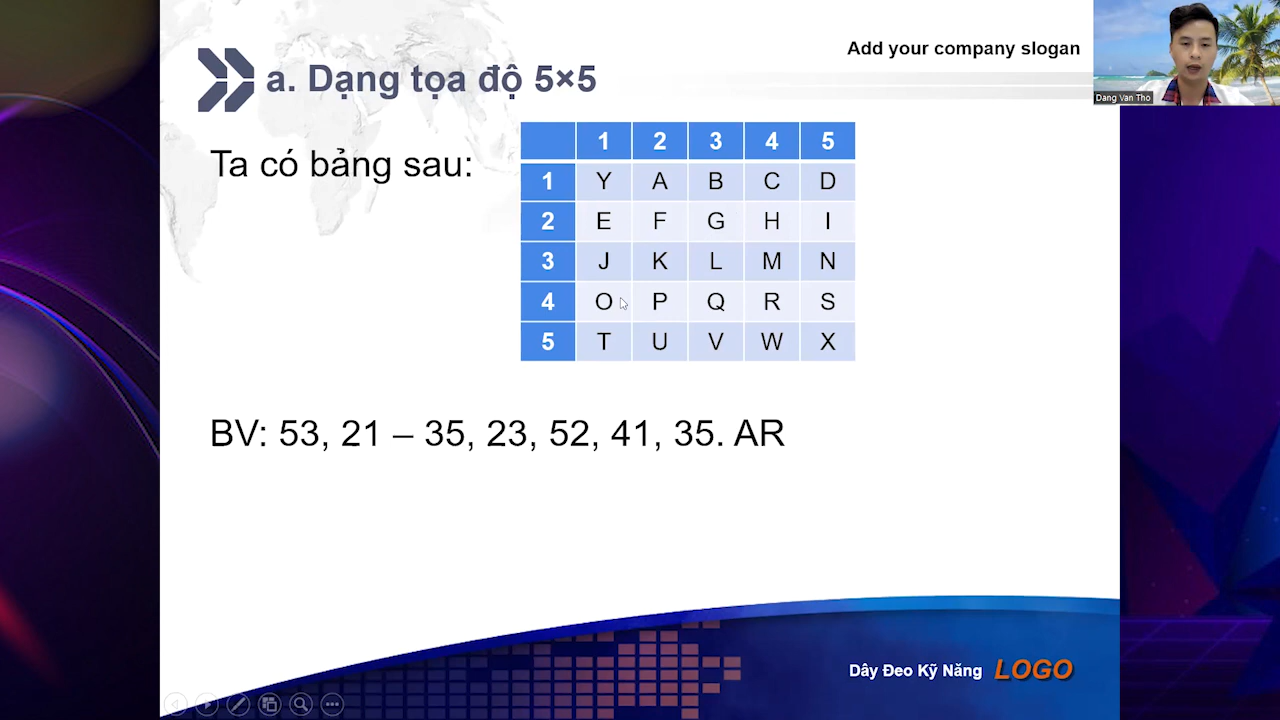 Add your company slogan
a. Dạng tọa độ 5×5
Dang Van Tho
Ta có bảng sau:
1 2 3 4 5
1 Y A B C D
2 E F G H I
3 J K L M N
4 O P Q R S
5 T U V W X
BV: 53, 21 – 35, 23, 52, 41, 35. AR
Dây Đeo Kỹ Năng LOGO